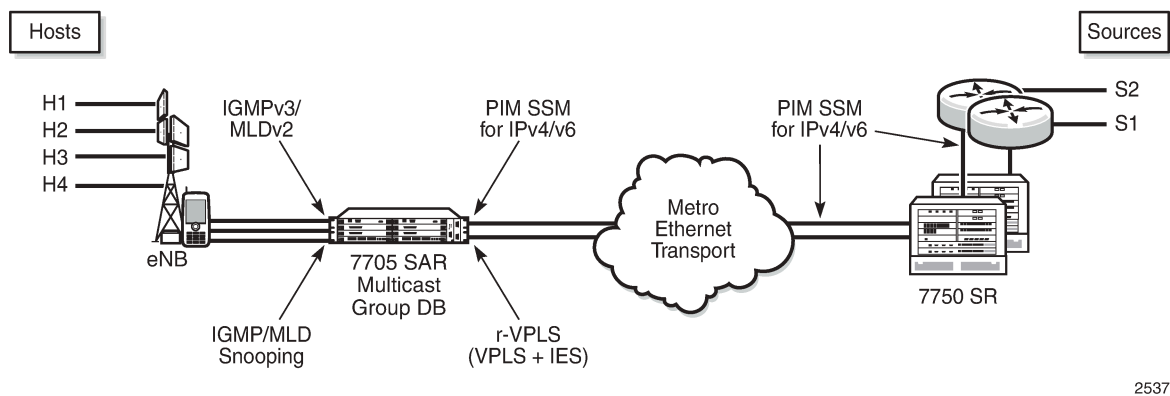 Hosts
Sources
H1
H2
H3
H4
eNB
IGMPv3/
MLDv2
PIM SSM
for IPv4/v6
7705 SAR
Multicast
Group DB
IGMP/MLD
Snooping
r-VPLS
(VPLS + IES)
Metro
Ethernet
Transport
PIM SSM
for IPv4/v6
S2
S1
7750 SR
2537